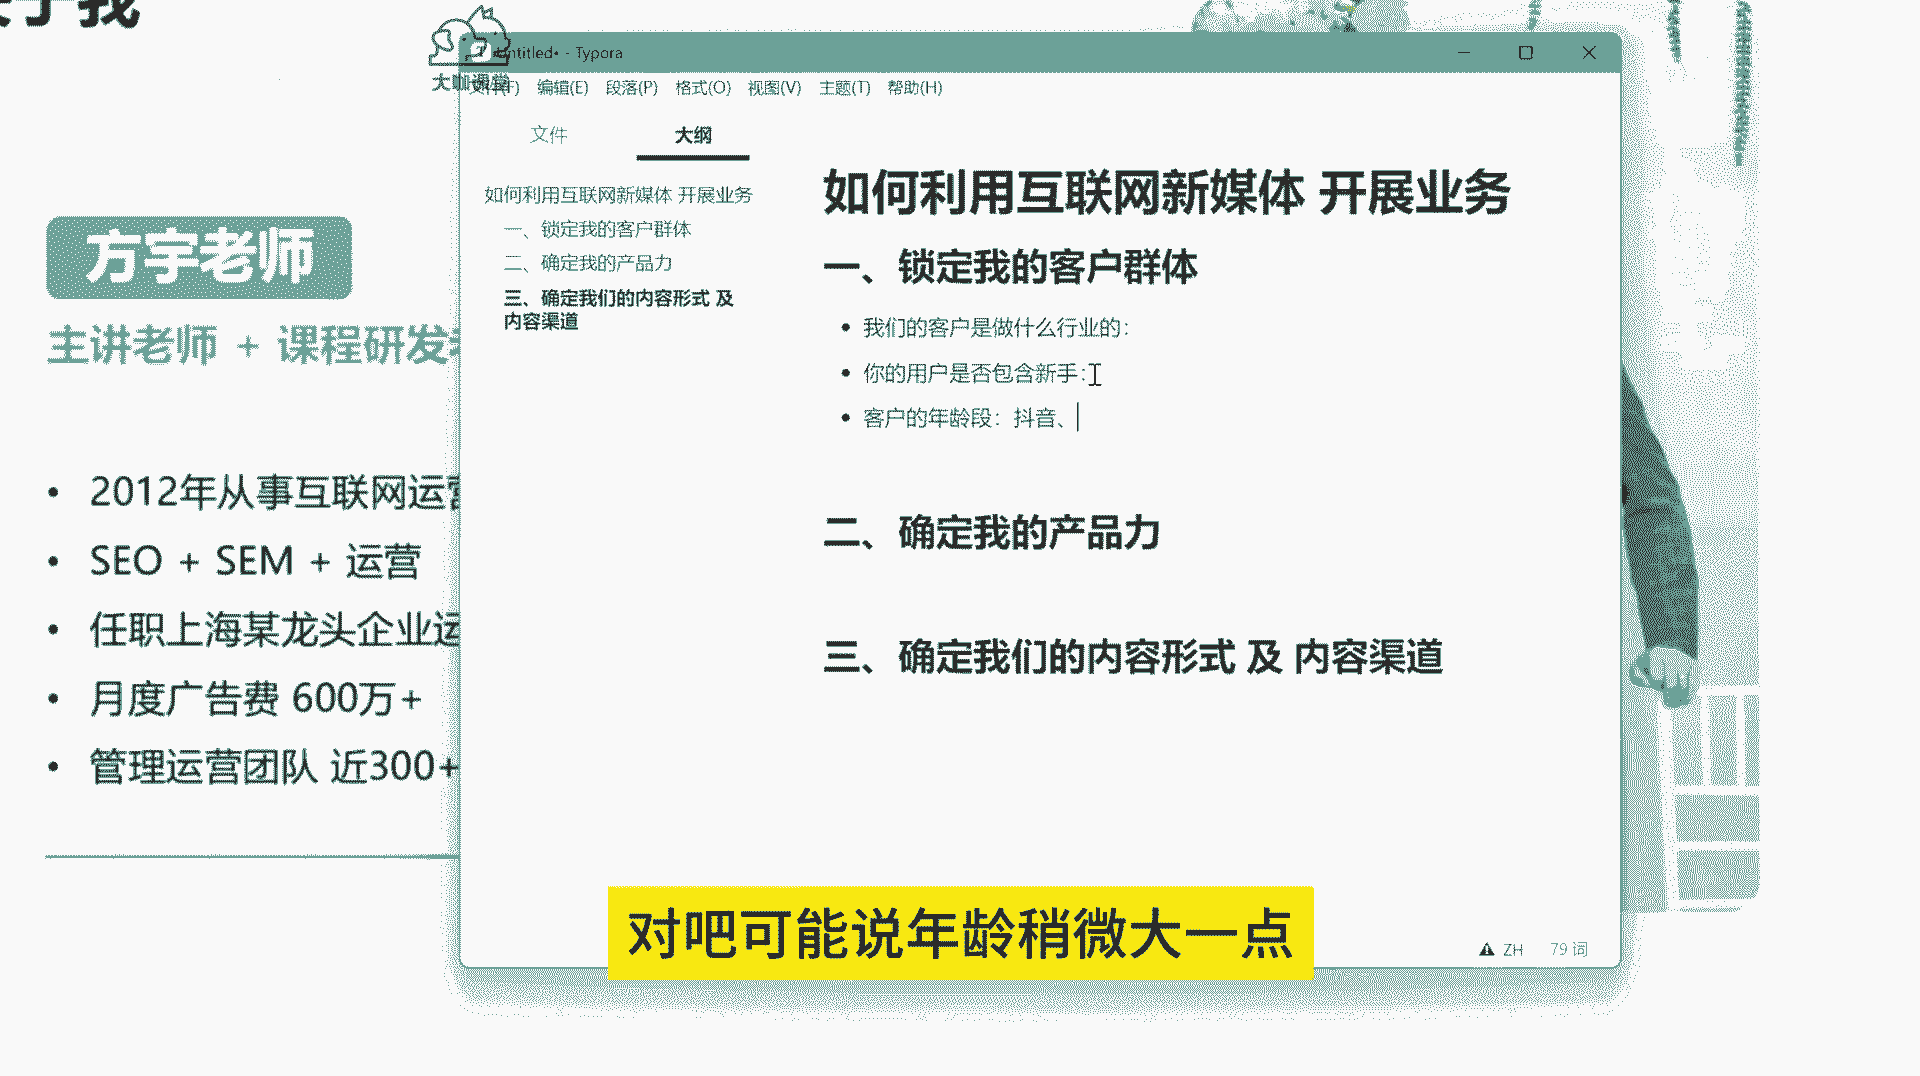 于我
大咖课堂
Untitled• - Typora
文件(F) 编辑(E) 段落(P) 格式(O) 视图(V) 主题(T) 帮助(H)
文件 大纲
如何利用互联网新媒体 开展业务
一、锁定我的客户群体
二、确定我的产品力
三、确定我们的内容形式 及
内容渠道
如何利用互联网新媒体 开展业务
一、锁定我的客户群体
• 我们的客户是做什么行业的：
• 你的用户是否包含新手：
• 客户的年龄段：抖音、
二、确定我的产品力
三、确定我们的内容形式 及 内容渠道
ZH 79 词
方宇老师
主讲老师 + 课程研发
• 2012年从事互联网运营
• SEO + SEM + 运营
• 任职上海某龙头企业运
• 月度广告费 600万+
• 管理运营团队 近300+
对吧可能说年龄稍微大一点